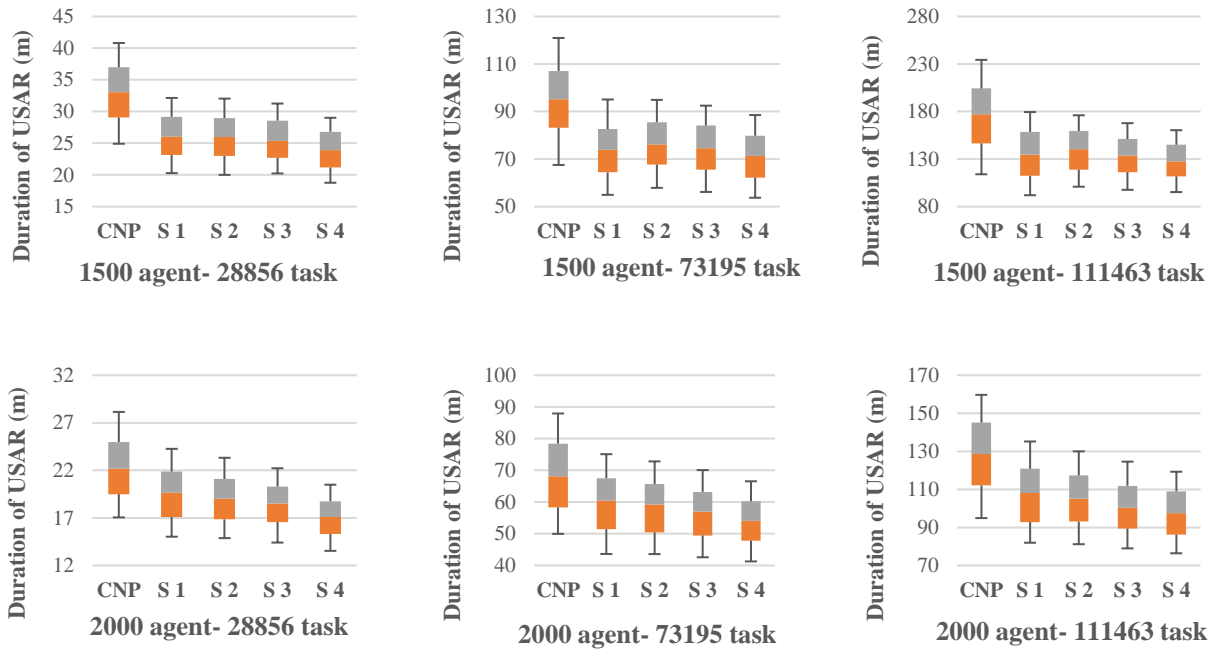 Duration of USAR (m)
45
40
35
30
25
20
15
CNP S 1 S 2 S 3 S 4
1500 agent- 28856 task
Duration of USAR (m)
130
110
90
70
50
CNP S 1 S 2 S 3 S 4
1500 agent- 73195 task
Duration of USAR (m)
280
230
180
130
80
CNP S 1 S 2 S 3 S 4
1500 agent- 111463 task
Duration of USAR (m)
32
27
22
17
12
CNP S 1 S 2 S 3 S 4
2000 agent- 28856 task
Duration of USAR (m)
100
90
80
70
60
50
40
CNP S 1 S 2 S 3 S 4
2000 agent- 73195 task
Duration of USAR (m)
170
150
130
110
90
70
CNP S 1 S 2 S 3 S 4
2000 agent- 111463 task